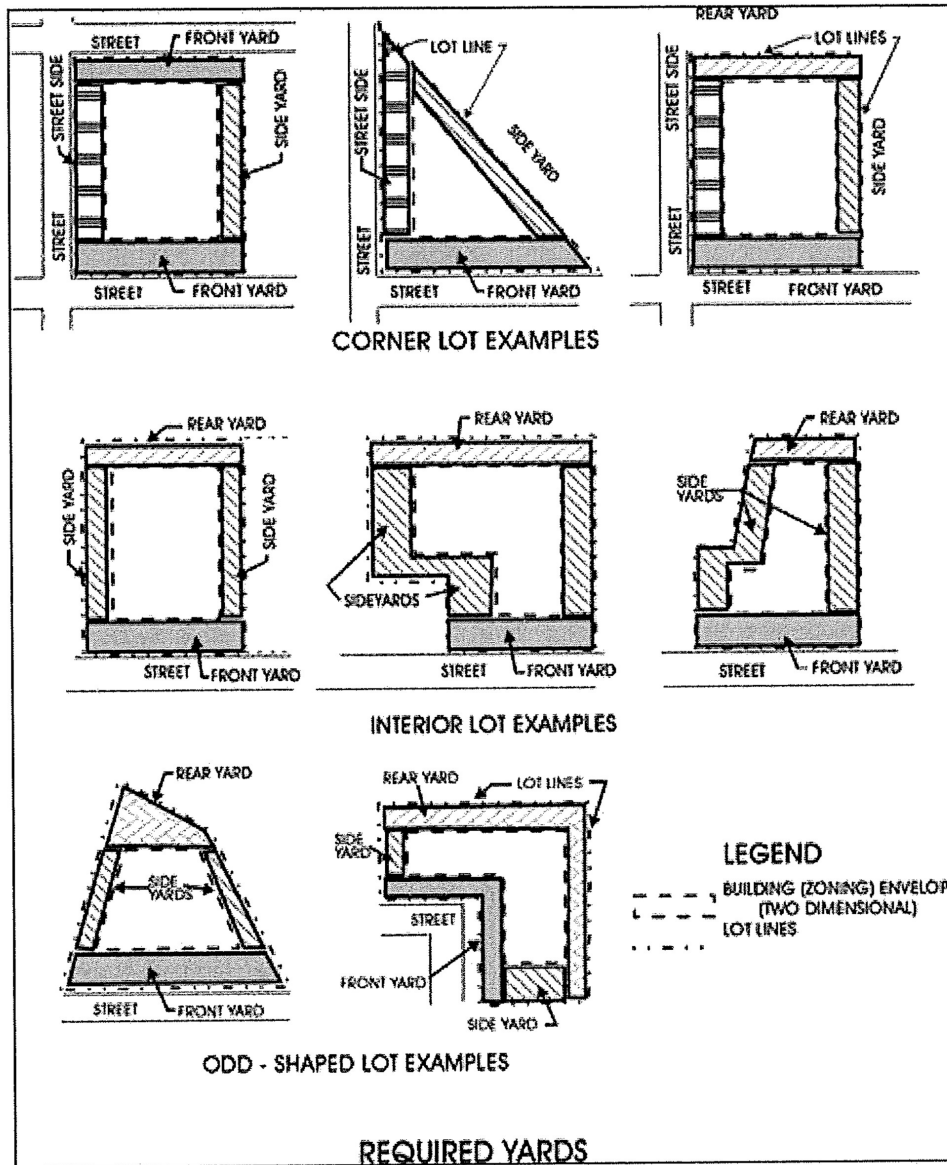 STREET
FRONT YARD
STREET SIDE
SIDE YARD
STREET
STREET
FRONT YARD
LOT LINE
STREET SIDE
SIDE YARD
STREET
STREET
FRONT YARD
REAR YARD
LOT LINES
STREET SIDE
SIDE YARD
STREET
STREET
FRONT YARD
CORNER LOT EXAMPLES
REAR YARD
SIDE YARD
SIDE YARD
STREET
FRONT YARD
REAR YARD
SIDEYARDS
STREET
FRONT YARD
REAR YARD
SIDE
YARDS
STREET
FRONT YARD
INTERIOR LOT EXAMPLES
REAR YARD
SIDE
YARDS
STREET
FRONT YARD
REAR YARD
LOT LINES
SIDE
YARD
STREET
FRONT YARD
SIDE YARD
LEGEND
BUILDING (ZONING) ENVELOP
(TWO DIMENSIONAL)
LOT LINES
ODD - SHAPED LOT EXAMPLES
REQUIRED YARDS